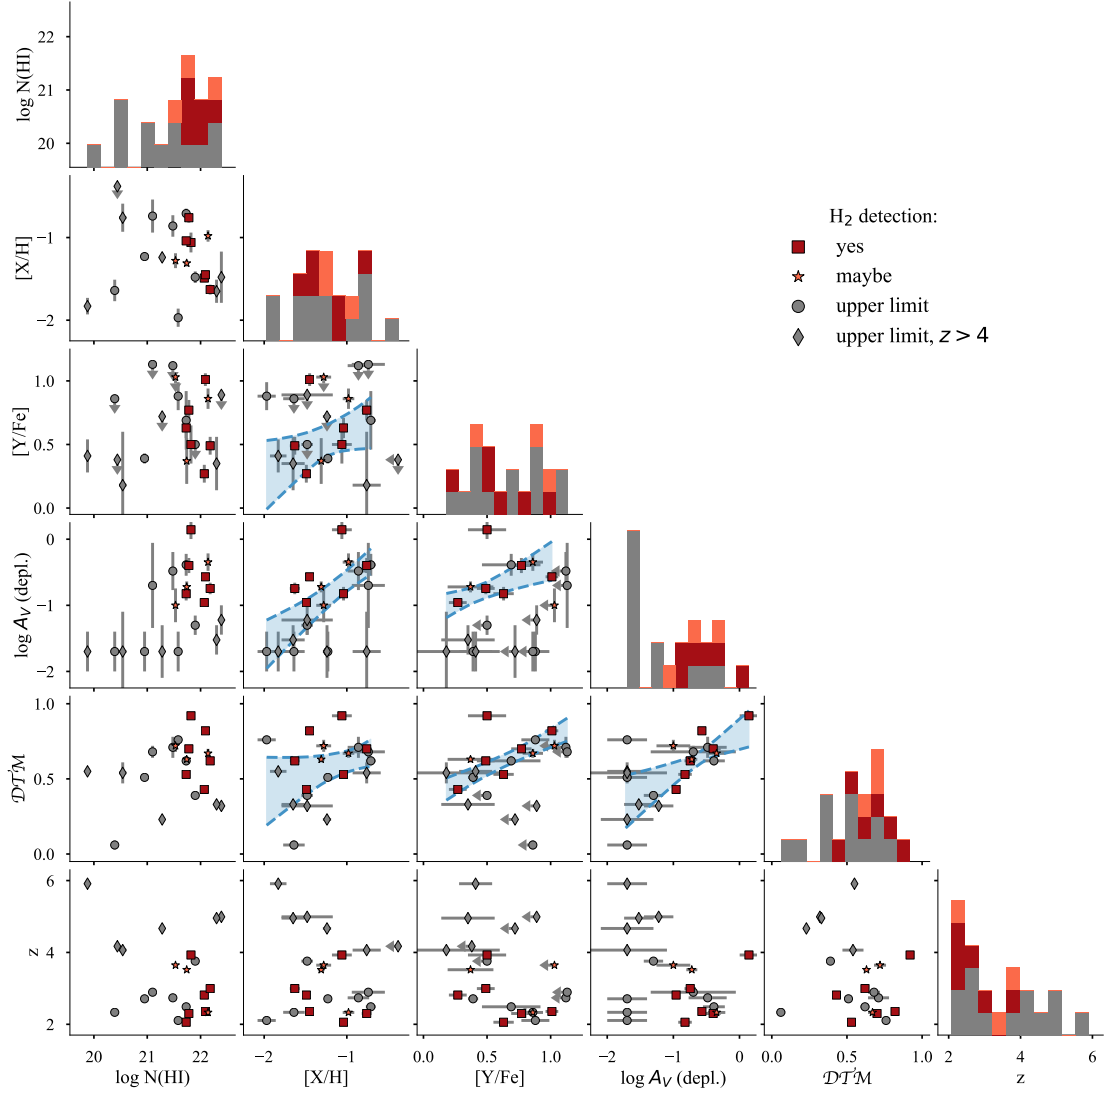 22
21
20
log N(HI)
H2 detection:
yes
maybe
upper limit
upper limit, z > 4
−1
−2
[X/H]
1.0
0.5
0.0
[Y/Fe]
0
−1
−2
log AV (depl.)
1.0
0.5
0.0
DTM
6
4
2
z
20 21 22
−2 −1
0.0 0.5 1.0
−2 −1 0
0.0 0.5 1.0
2 4 6
log N(HI)
[X/H]
[Y/Fe]
log AV (depl.)
DTM
z